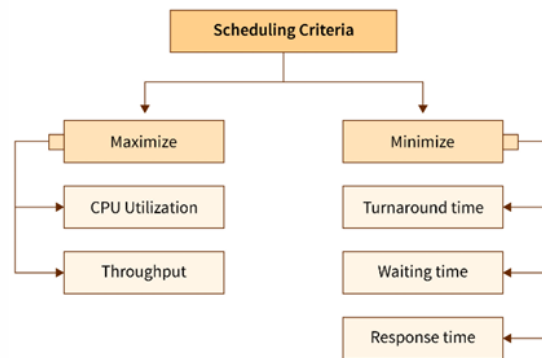 Scheduling Criteria
Maximize
Minimize
CPU Utilization
Turnaround time
Throughput
Waiting time
Response time